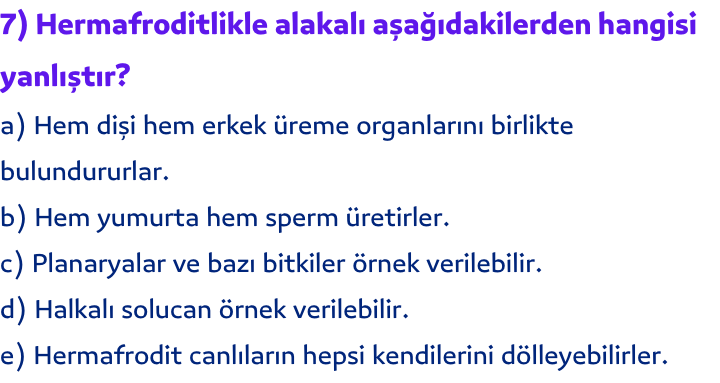 7) Hermafroditlikle alakalı aşağıdakilerden hangisi
yanlıştır?
a) Hem dişi hem erkek üreme organlarını birlikte
bulundururlar.
b) Hem yumurta hem sperm üretirler.
c) Planaryalar ve bazı bitkiler örnek verilebilir.
d) Halkalı solucan örnek verilebilir.
e) Hermafrodit canlıların hepsi kendilerini dölleyebilirler.